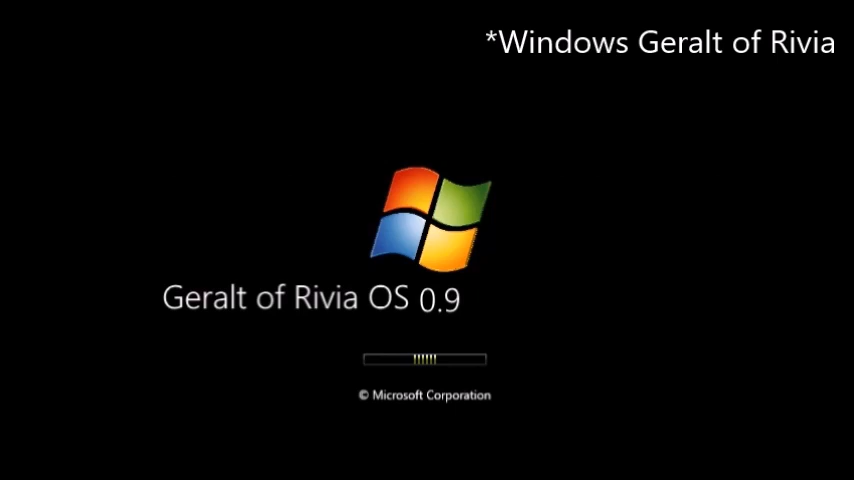 *Windows Geralt of Rivia
Geralt of Rivia OS 0.9
© Microsoft Corporation